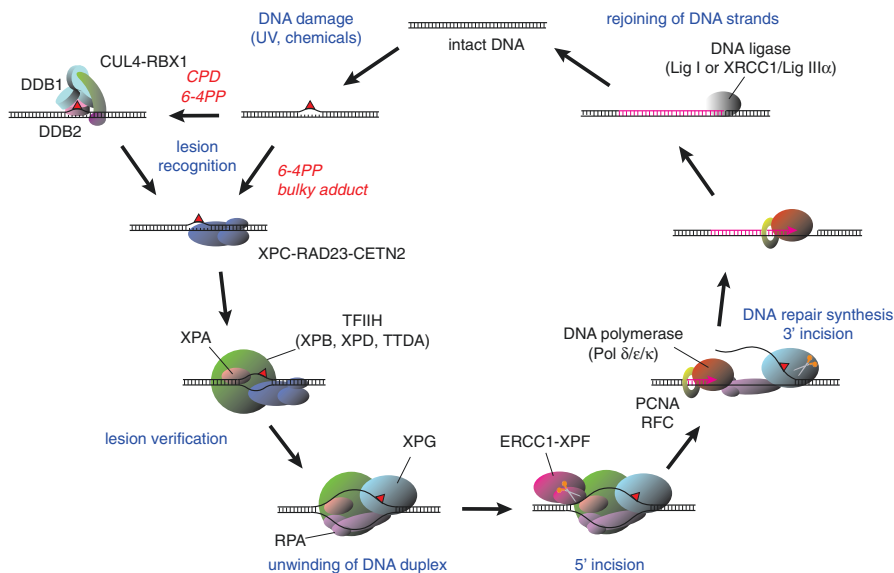 DNA damage
(UV, chemicals)
intact DNA
rejoining of DNA strands
DNA ligase
(Lig I or XRCC1/Lig IIIα)
CUL4-RBX1
DDB1
DDB2
CPD
6-4PP
lesion
recognition
6-4PP
bulky adduct
XPC-RAD23-CETN2
XPA
TFIIH
(XPB, XPD, TTDA)
lesion verification
XPG
RPA
unwinding of DNA duplex
ERCC1-XPF
5' incision
DNA repair synthesis
3' incision
DNA polymerase
(Pol δ/ε/κ)
PCNA
RFC